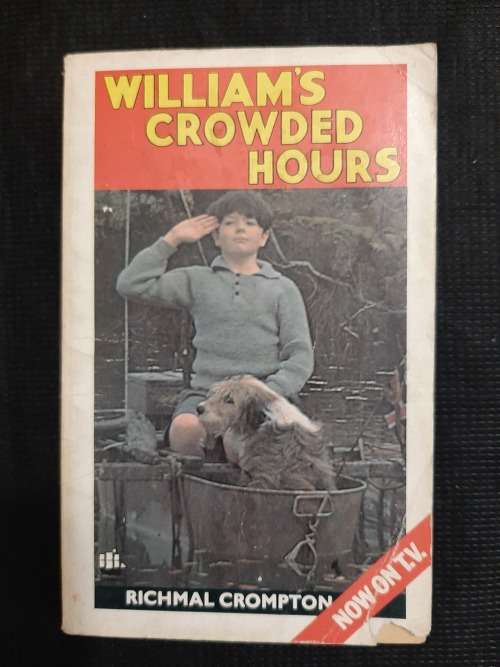 WILLIAM'S
CROWDED
HOURS
RICHMAL CROMPTON
NOW ON T.V.